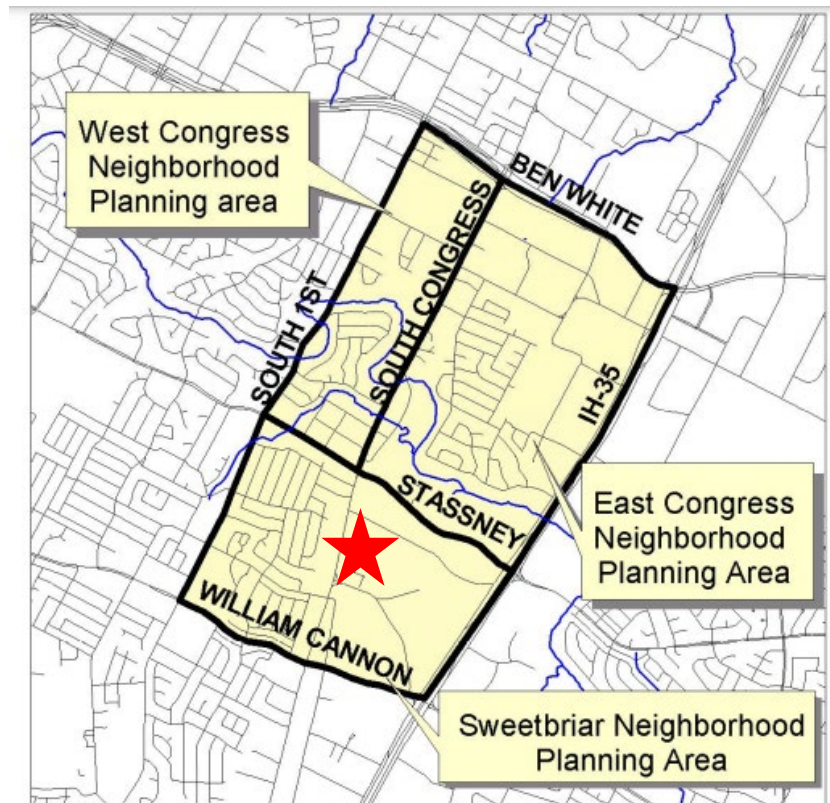 West Congress
Neighborhood
Planning area
BEN WHITE
SOUTH CONGRESS
SOUTH 1ST
IH-35
STASSNEY
East Congress
Neighborhood
Planning Area
WILLIAM CANNON
Sweetbriar Neighborhood
Planning Area